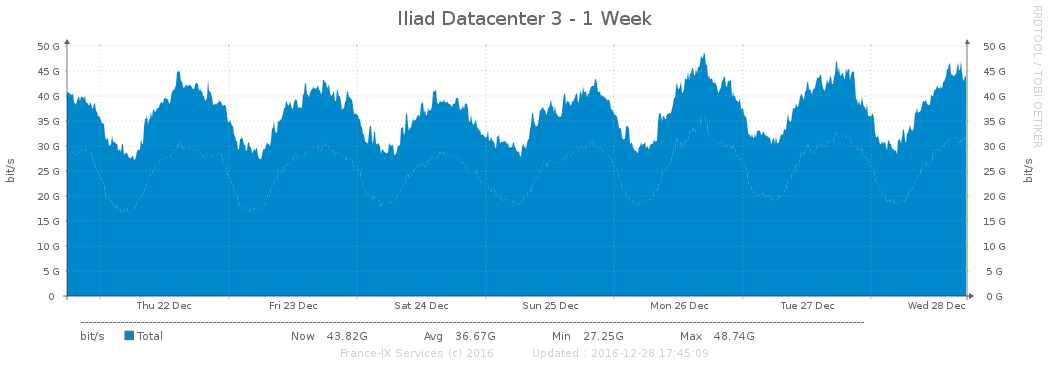 Iliad Datacenter 3 - 1 Week
RRDTOOL / TOBI OETIKER
50 G 50 G
45 G 45 G
40 G 40 G
35 G 35 G
30 G 30 G
25 G 25 G
20 G 20 G
15 G 15 G
10 G 10 G
5 G 5 G
0 0 G
bit/s bit/s
Thu 22 Dec Fri 23 Dec Sat 24 Dec Sun 25 Dec Mon 26 Dec Tue 27 Dec Wed 28 Dec
bit/s Total Now 43.82G Avg 36.67G Min 27.25G Max 48.74G
France-IX Services (c) 2016 Updated : 2016-12-28 17:45:09